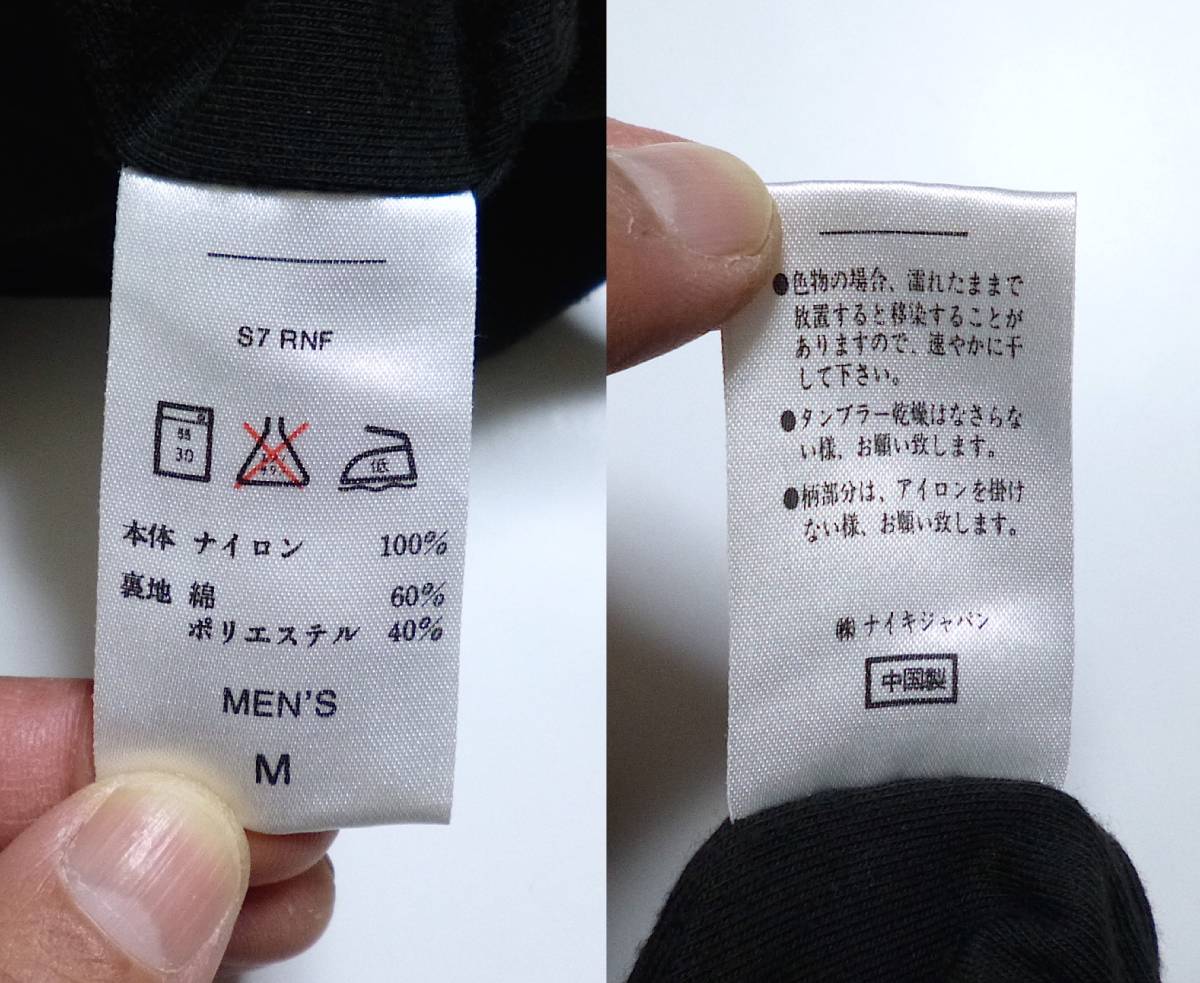 S7 RNF
30
低
本体 ナイロン 100%
裏地 綿 60%
ポリエステル 40%
MEN'S
M
●色物の場合、濡れたままで
放置すると移染することが
ありますので、速やかに干
して下さい。
●タンブラー乾燥はなさらな
い様、お願い致します。
●柄部分は、アイロンを掛け
ない様、お願い致します。
㈱ナイキジャパン
中国製